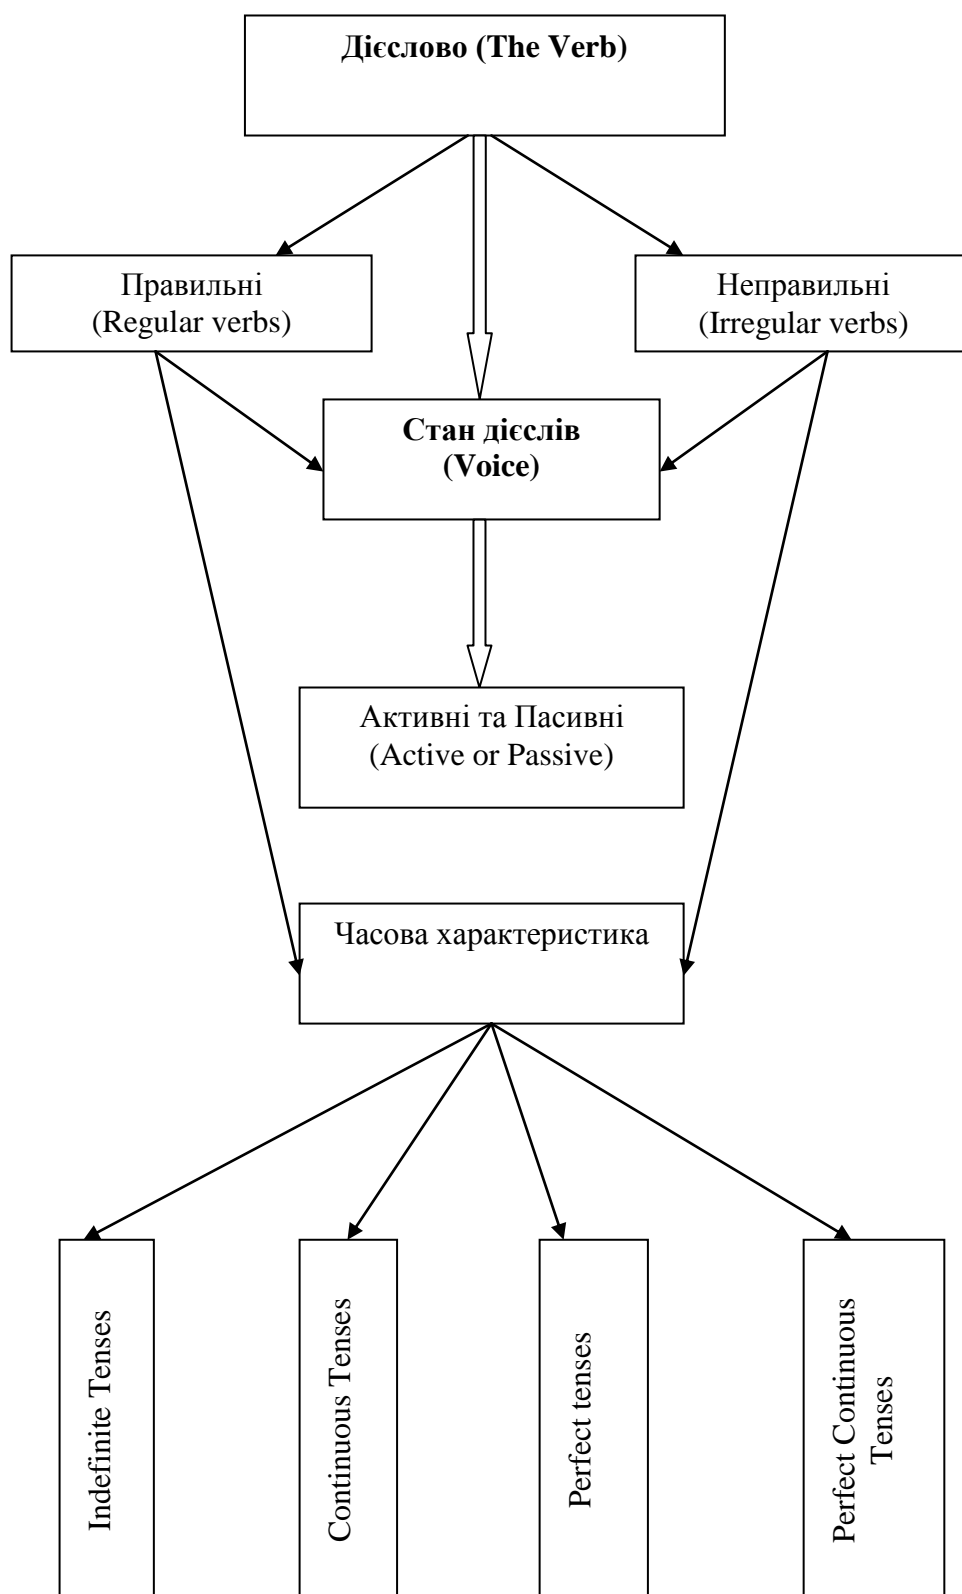 Дієслово (The Verb)
Правильні
(Regular verbs)
Неправильні
(Irregular verbs)
Стан дієслів
(Voice)
Активні та Пасивні
(Active or Passive)
Часова характеристика
Indefinite Tenses
Continuous Tenses
Perfect tenses
Perfect Continuous
Tenses